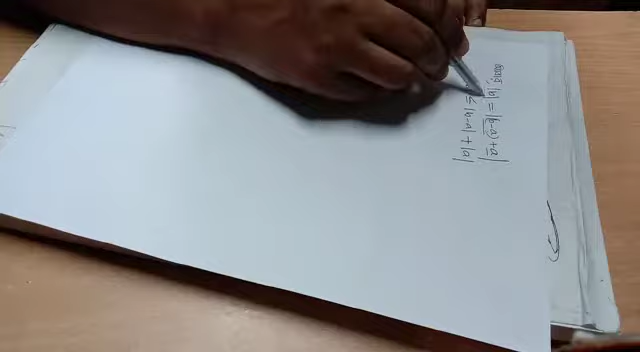 |b| = |(b-a)+a|
≤ |b-a| + |a|